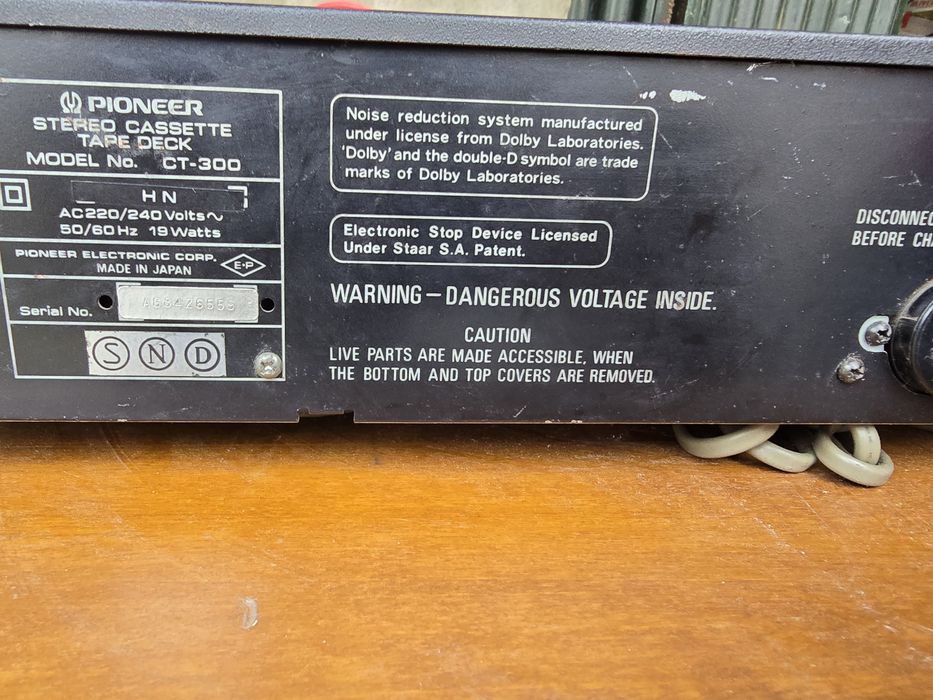 PIONEER
STEREO CASSETTE
TAPE DECK
MODEL No. CT-300
HN
AC220/240 Volts~
50/60 Hz 19 Watts
PIONEER ELECTRONIC CORP.
MADE IN JAPAN
E-P
Serial No.
S N D
Noise reduction system manufactured
under license from Dolby Laboratories.
'Dolby' and the double-D symbol are trade
marks of Dolby Laboratories.
Electronic Stop Device Licensed
Under Staar S.A. Patent.
WARNING — DANGEROUS VOLTAGE INSIDE.
CAUTION
LIVE PARTS ARE MADE ACCESSIBLE, WHEN
THE BOTTOM AND TOP COVERS ARE REMOVED.
DISCONNEC
BEFORE CHA